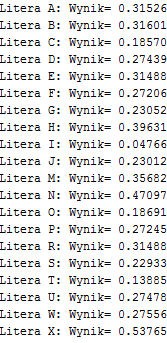 Litera A: Wynik= 0.31526
Litera B: Wynik= 0.31601
Litera C: Wynik= 0.18570
Litera D: Wynik= 0.27439
Litera E: Wynik= 0.31488
Litera F: Wynik= 0.27206
Litera G: Wynik= 0.23052
Litera H: Wynik= 0.39631
Litera I: Wynik= 0.04766
Litera J: Wynik= 0.23012
Litera M: Wynik= 0.35682
Litera N: Wynik= 0.47097
Litera O: Wynik= 0.18691
Litera P: Wynik= 0.27245
Litera R: Wynik= 0.31488
Litera S: Wynik= 0.22933
Litera T: Wynik= 0.13885
Litera U: Wynik= 0.27478
Litera W: Wynik= 0.27556
Litera X: Wynik= 0.53765